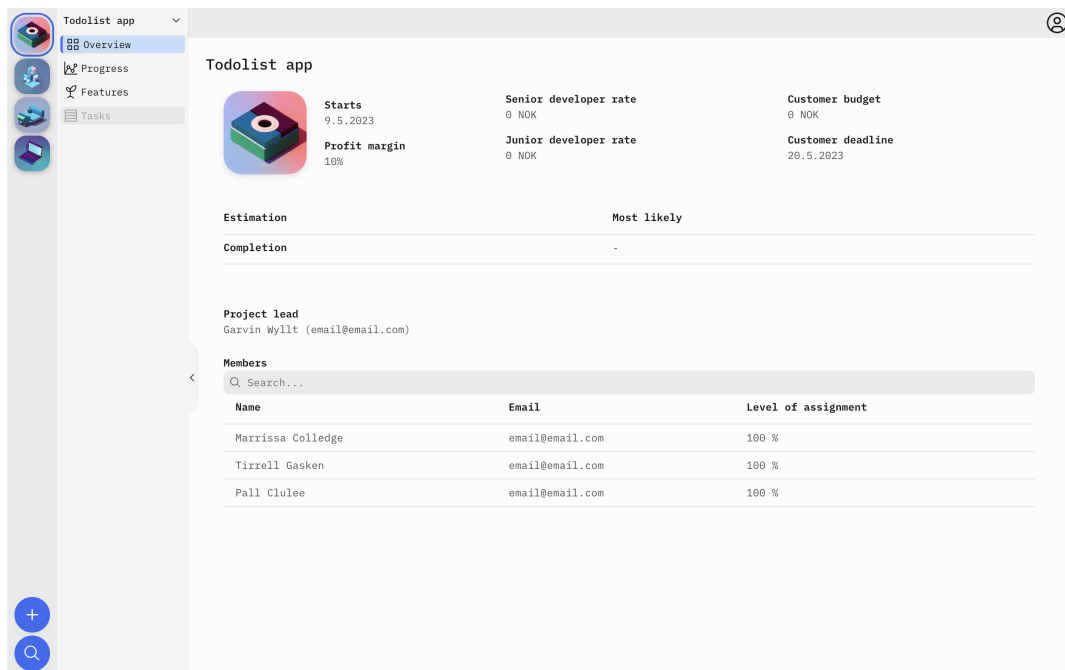 Todolist app
Overview
Progress
Features
Tasks
Todolist app
Starts
9.5.2023
Profit margin
10%
Senior developer rate
0 NOK
Junior developer rate
0 NOK
Customer budget
0 NOK
Customer deadline
20.5.2023
Estimation Most likely
Completion -
Project lead
Garvin Wyllt (email@email.com)
Members
Search...
Name Email Level of assignment
Marrissa Colledge email@email.com 100 %
Tirrell Gasken email@email.com 100 %
Pall Clulee email@email.com 100 %